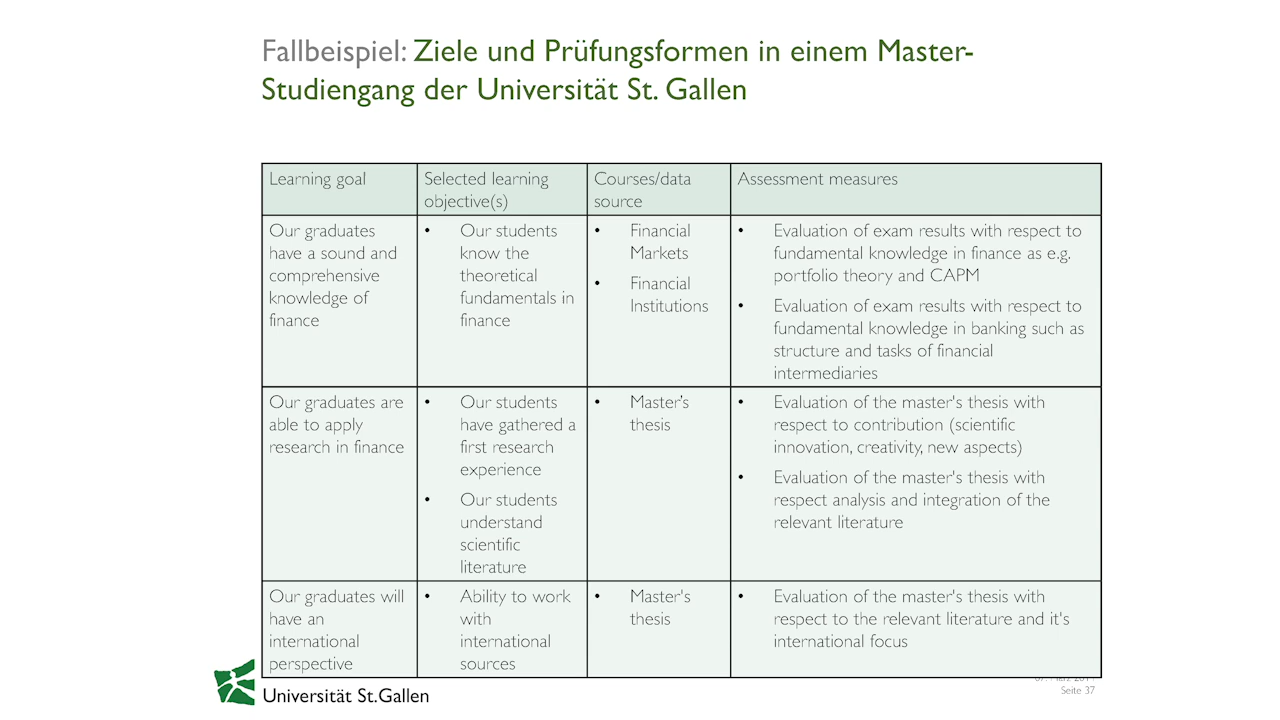 Fallbeispiel: Ziele und Prüfungsformen in einem Master-
Studiengang der Universität St. Gallen
Learning goal
Selected learning
objective(s)
Courses/data
source
Assessment measures
Our graduates
have a sound and
comprehensive
knowledge of
finance
• Our students
know the
theoretical
fundamentals in
finance
• Financial
Markets
• Financial
Institutions
• Evaluation of exam results with respect to
fundamental knowledge in finance as e.g.
portfolio theory and CAPM
• Evaluation of exam results with respect to
fundamental knowledge in banking such as
structure and tasks of financial
intermediaries
Our graduates are
able to apply
research in finance
• Our students
have gathered a
first research
experience
• Our students
understand
scientific
literature
• Master’s
thesis
• Evaluation of the master's thesis with
respect to contribution (scientific
innovation, creativity, new aspects)
• Evaluation of the master's thesis with
respect analysis and integration of the
relevant literature
Our graduates will
have an
international
perspective
• Ability to work
with
international
sources
• Master's
thesis
• Evaluation of the master's thesis with
respect to the relevant literature and it's
international focus
Seite 37
Universität St.Gallen